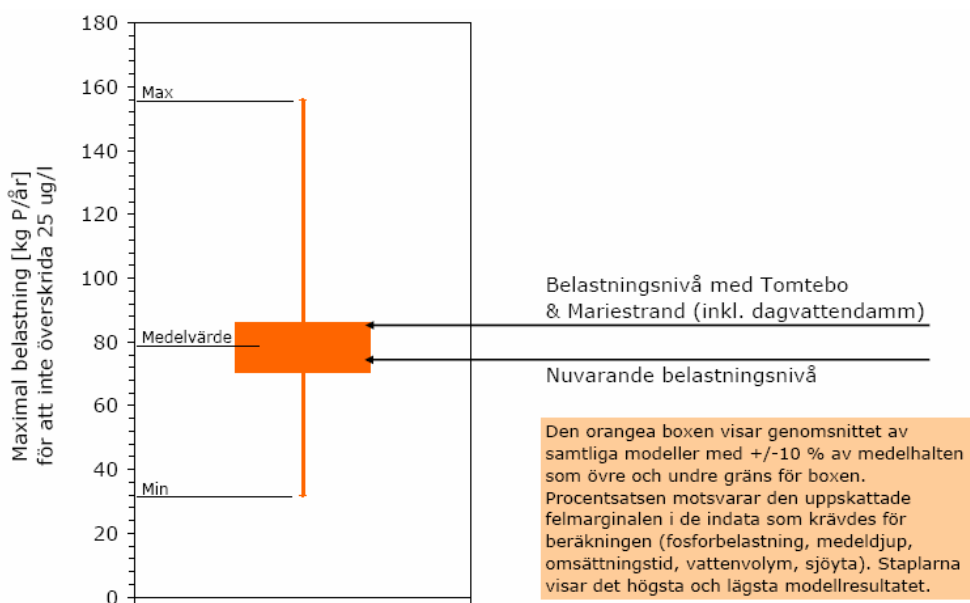 Maximal belastning [kg P/år]
för att inte överskrida 25 ug/l
180
160
140
120
100
80
60
40
20
0
Max
Medelvärde
Min
Belastningsnivå med Tomtebo
& Mariestrand (inkl. dagvattendamm)
Nuvarande belastningsnivå
Den orangea boxen visar genomsnittet av
samtliga modeller med +/-10 % av medelhalten
som övre och undre gräns för boxen.
Procentsatsen motsvarar den uppskattade
felmarginalen i de indata som krävdes för
beräkningen (fosforbelastning, medeldjup,
omsättningstid, vattenvolym, sjöyta). Staplarna
visar det högsta och lägsta modellresultatet.